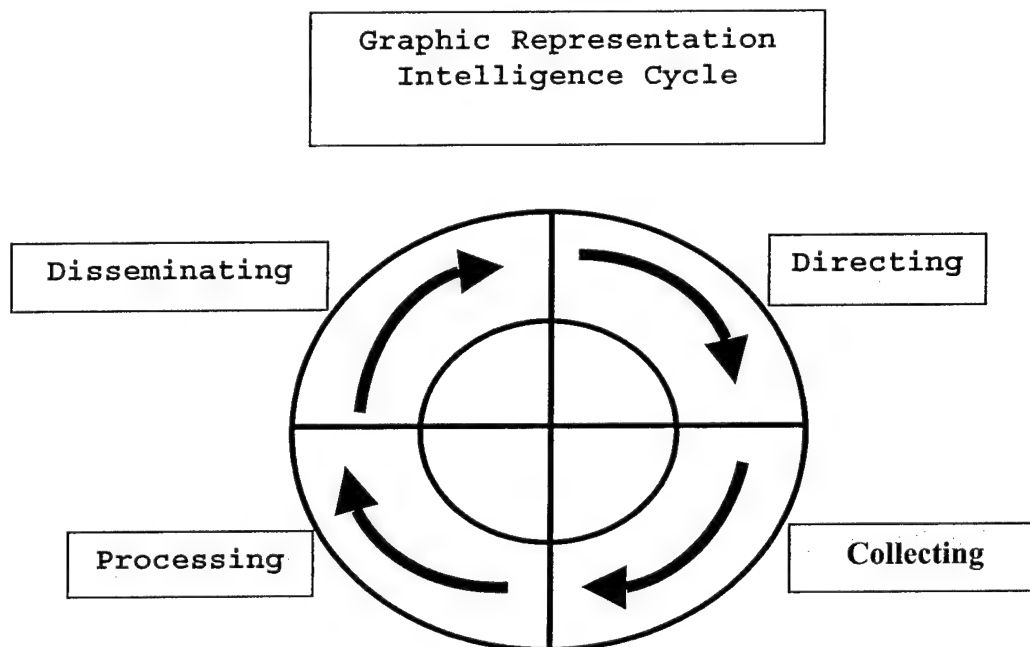 Graphic Representation
Intelligence Cycle
Disseminating
Directing
Processing
Collecting